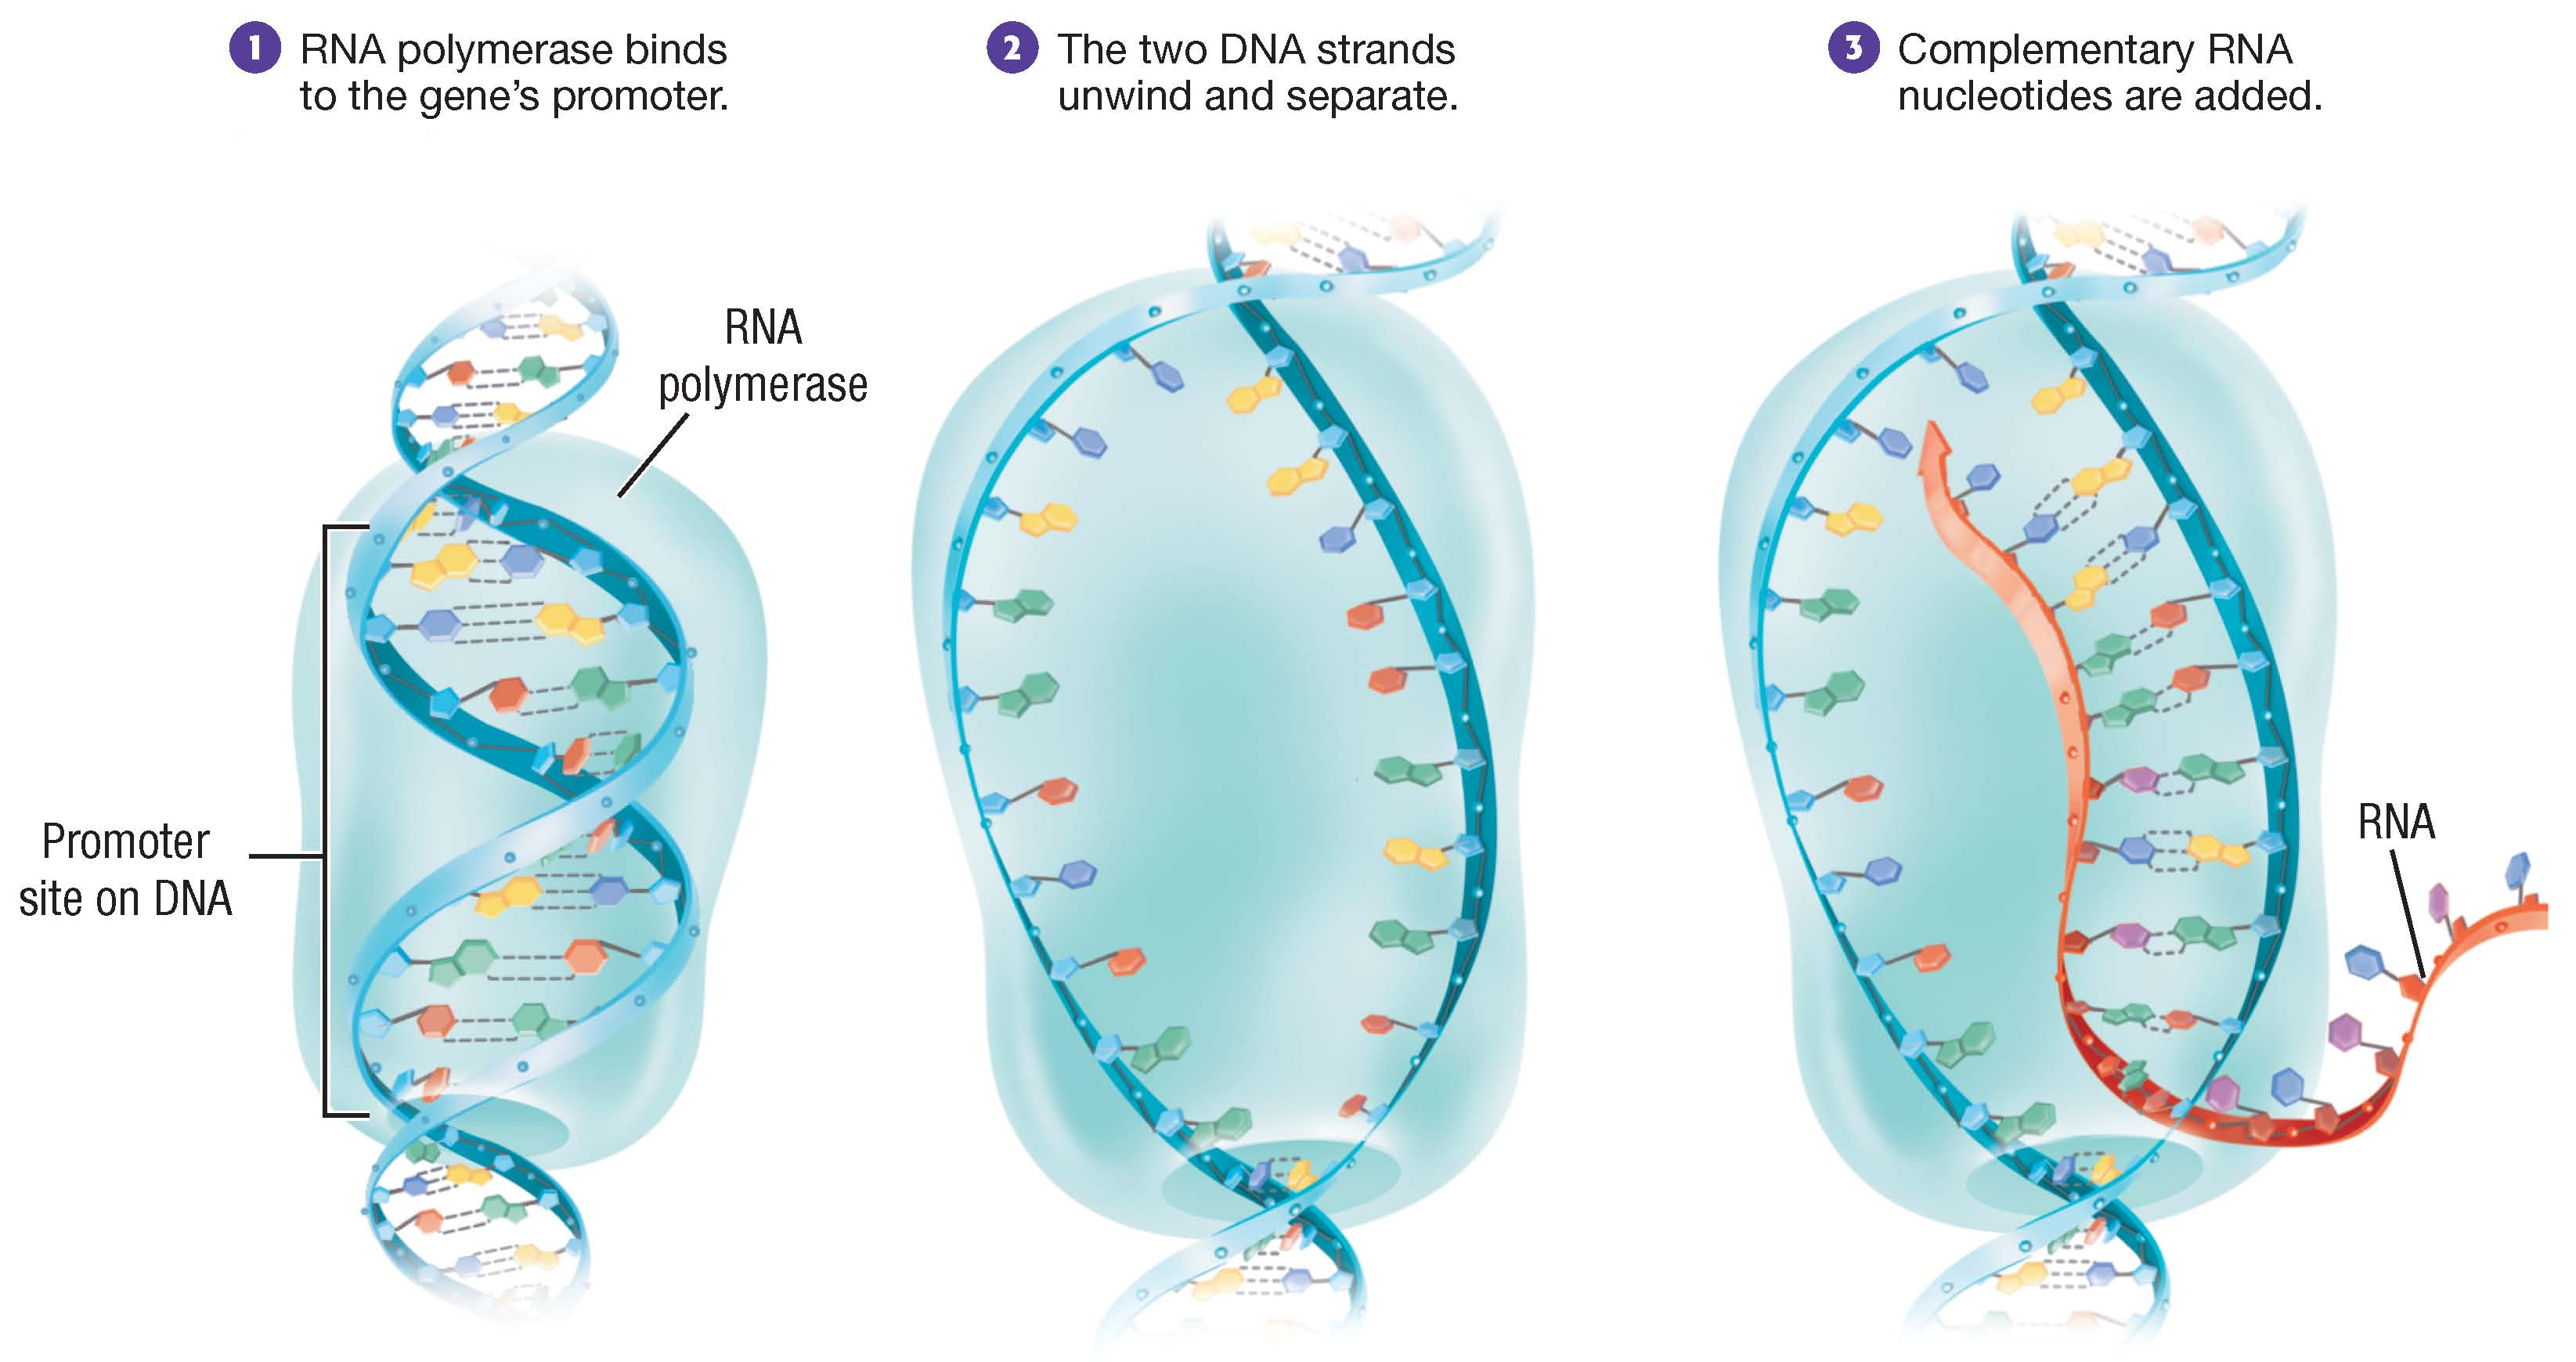 1 RNA polymerase binds
to the gene's promoter.
2 The two DNA strands
unwind and separate.
3 Complementary RNA
nucleotides are added.
RNA
polymerase
Promoter
site on DNA
RNA